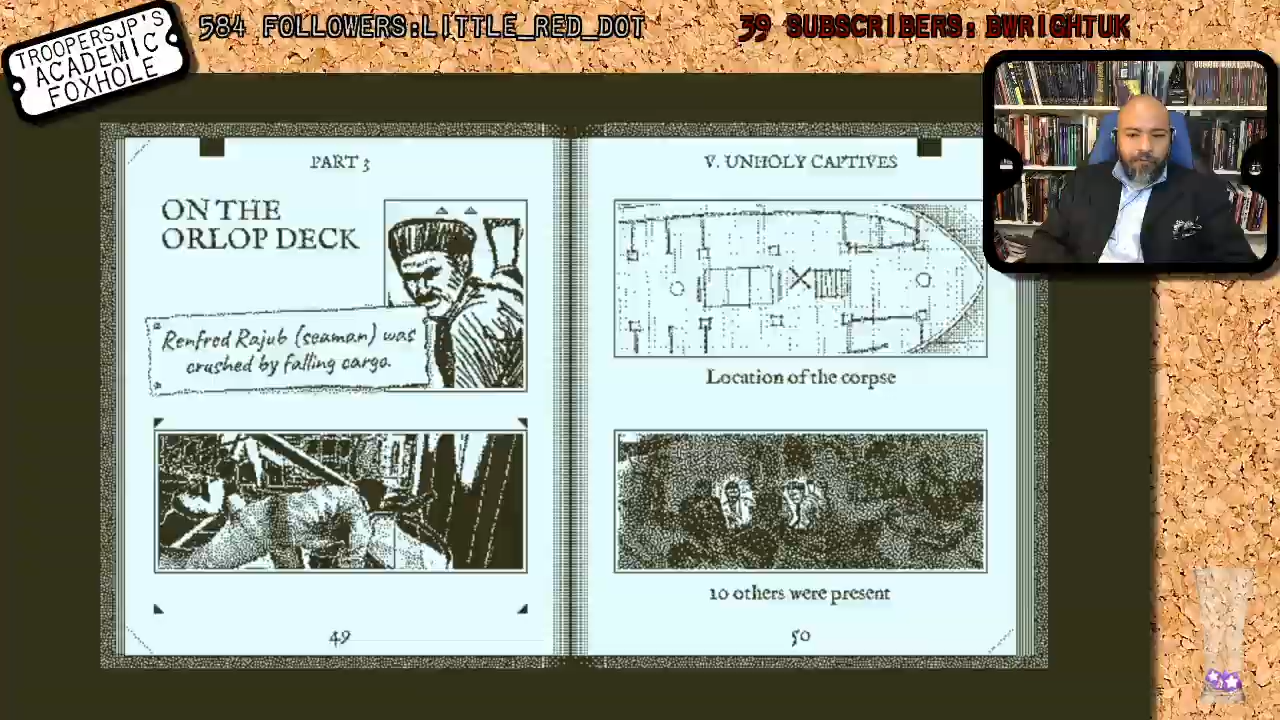 TROOPERSJP'S
ACADEMIC
FOXHOLE
584 FOLLOWERS:LITTLE_RED_DOT
39 SUBSCRIBERS: BWRIGHTUK
PART 3
ON THE
ORLOP DECK
Renfred Rajub (seaman) was
crushed by falling cargo.
49
V. UNHOLY CAPTIVES
Location of the corpse
10 others were present
50